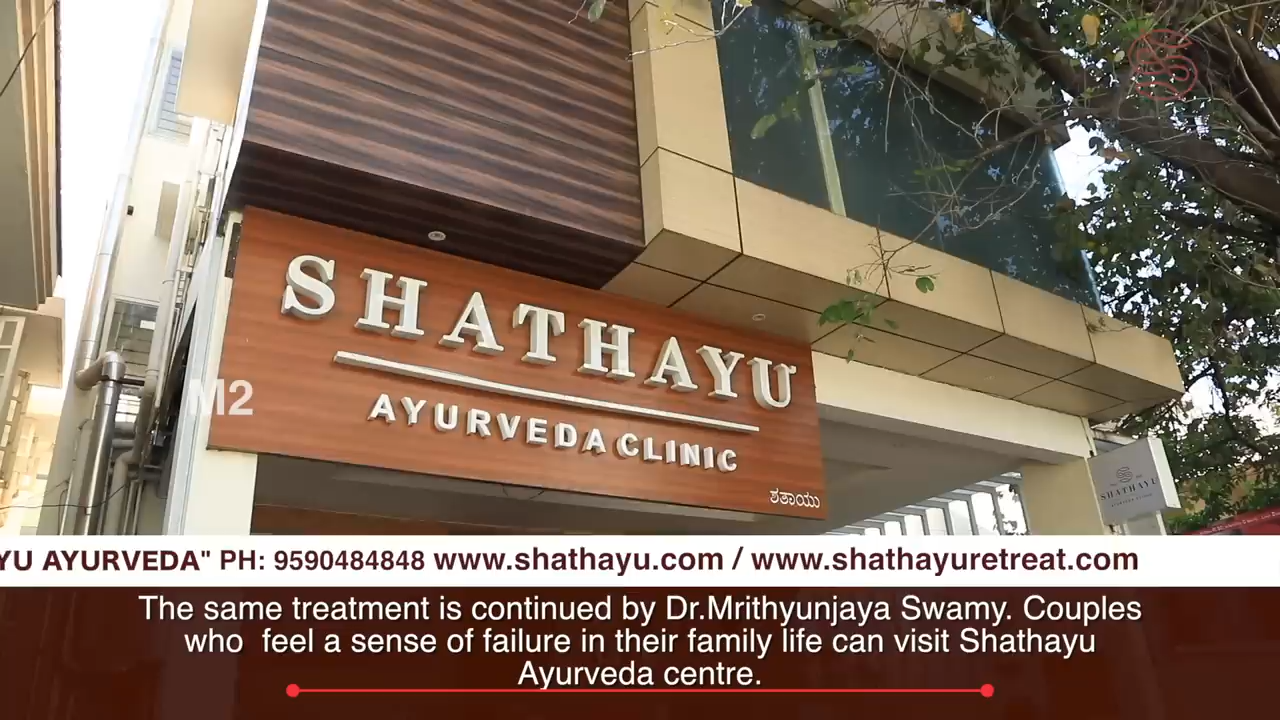 SHATHAYU
AYURVEDA CLINIC
ಶತಾಯು
M2
SHATHAYU
YU AYURVEDA" PH: 9590484848 www.shathayu.com / www.shathayuretreat.com
The same treatment is continued by Dr.Mrithyunjaya Swamy. Couples
who feel a sense of failure in their family life can visit Shathayu
Ayurveda centre.